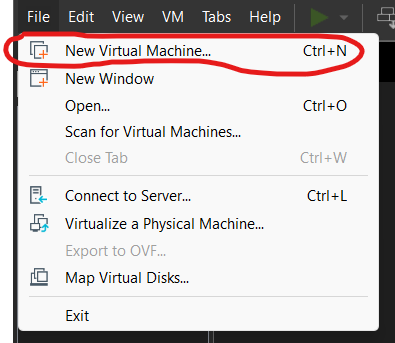 File Edit View VM Tabs Help
New Virtual Machine... Ctrl+N
New Window
Open... Ctrl+O
Scan for Virtual Machines...
Close Tab Ctrl+W
Connect to Server... Ctrl+L
Virtualize a Physical Machine...
Export to OVF...
Map Virtual Disks...
Exit